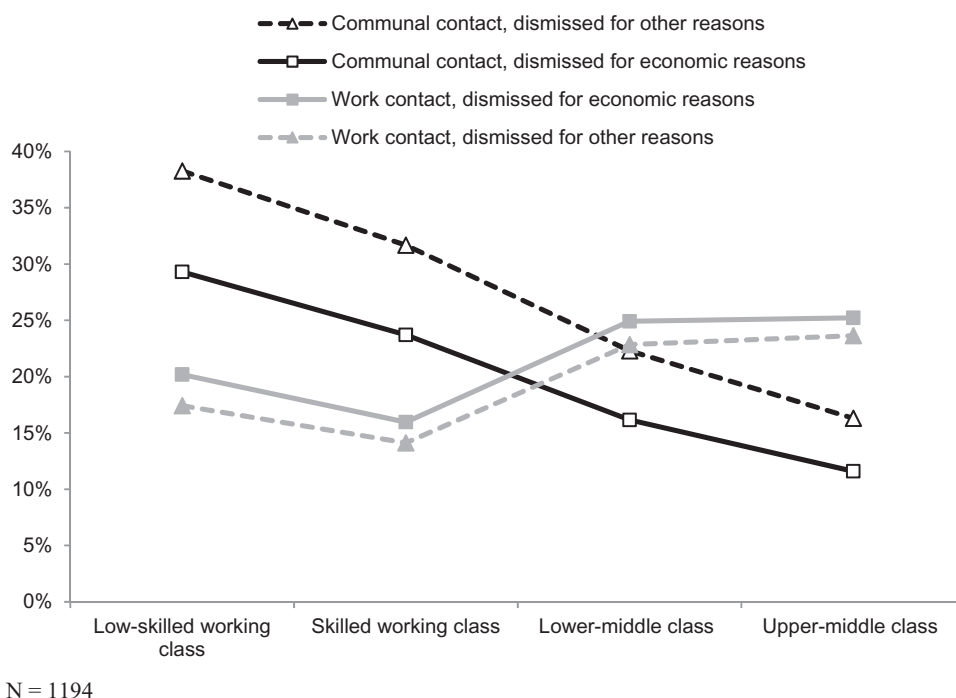 Communal contact, dismissed for other reasons
Communal contact, dismissed for economic reasons
Work contact, dismissed for economic reasons
Work contact, dismissed for other reasons
40%
35%
30%
25%
20%
15%
10%
5%
0%
Low-skilled working
class
Skilled working class
Lower-middle class
Upper-middle class
N = 1194